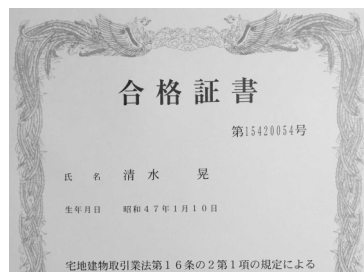 合格証書
第15420054号
氏名 清水 晃
生年月日 昭和47年1月10日
宅地建物取引業法第16条の2第1項の規定による